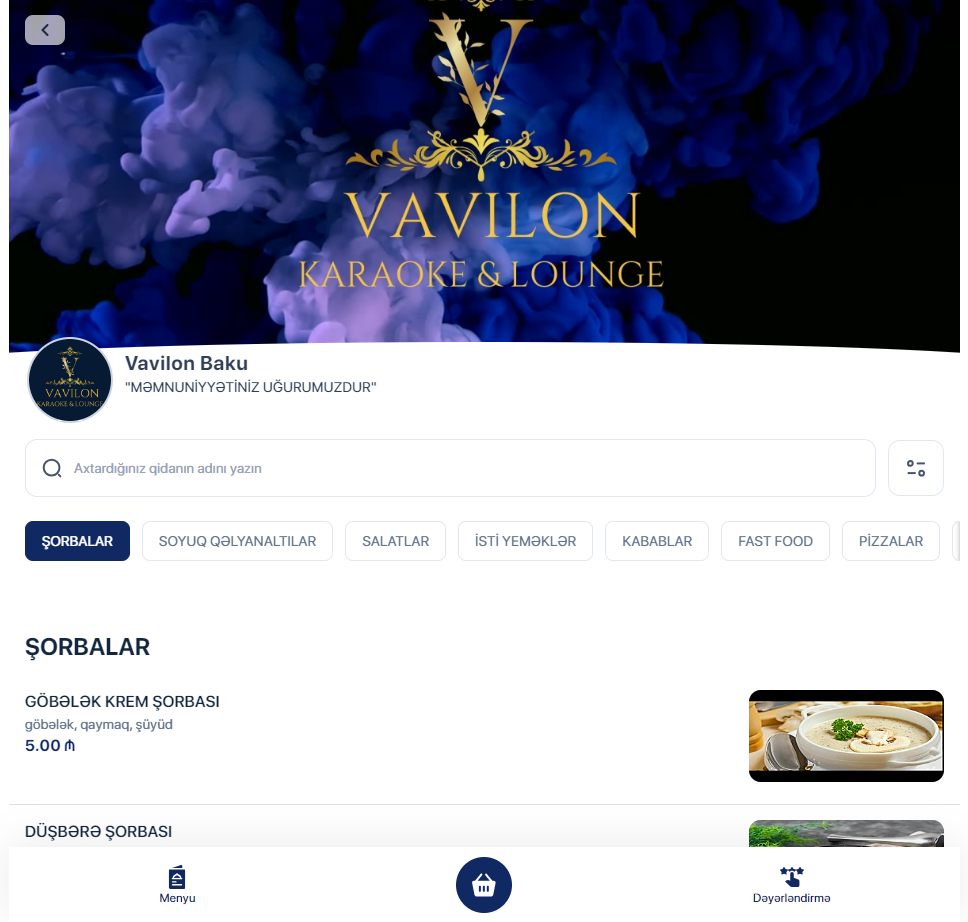 V
VAVILON
KARAOKE & LOUNGE
VAVILON
KARAOKE & LOUNGE
Vavilon Baku
"MƏMNUNİYYƏTİNİZ UĞURUMUZDUR"
Axtardığınız qidanın adını yazın
ŞORBALAR
SOYUQ QƏLYANALTILAR
SALATLAR
İSTİ YEMƏKLƏR
KABABLAR
FAST FOOD
PİZZALAR
ŞORBALAR
GÖBƏLƏK KREM ŞORBASI
göbələk, qaymaq, şüyüd
5.00 ₼
DÜŞBƏRƏ ŞORBASI
Menyu
Dəyərləndirmə